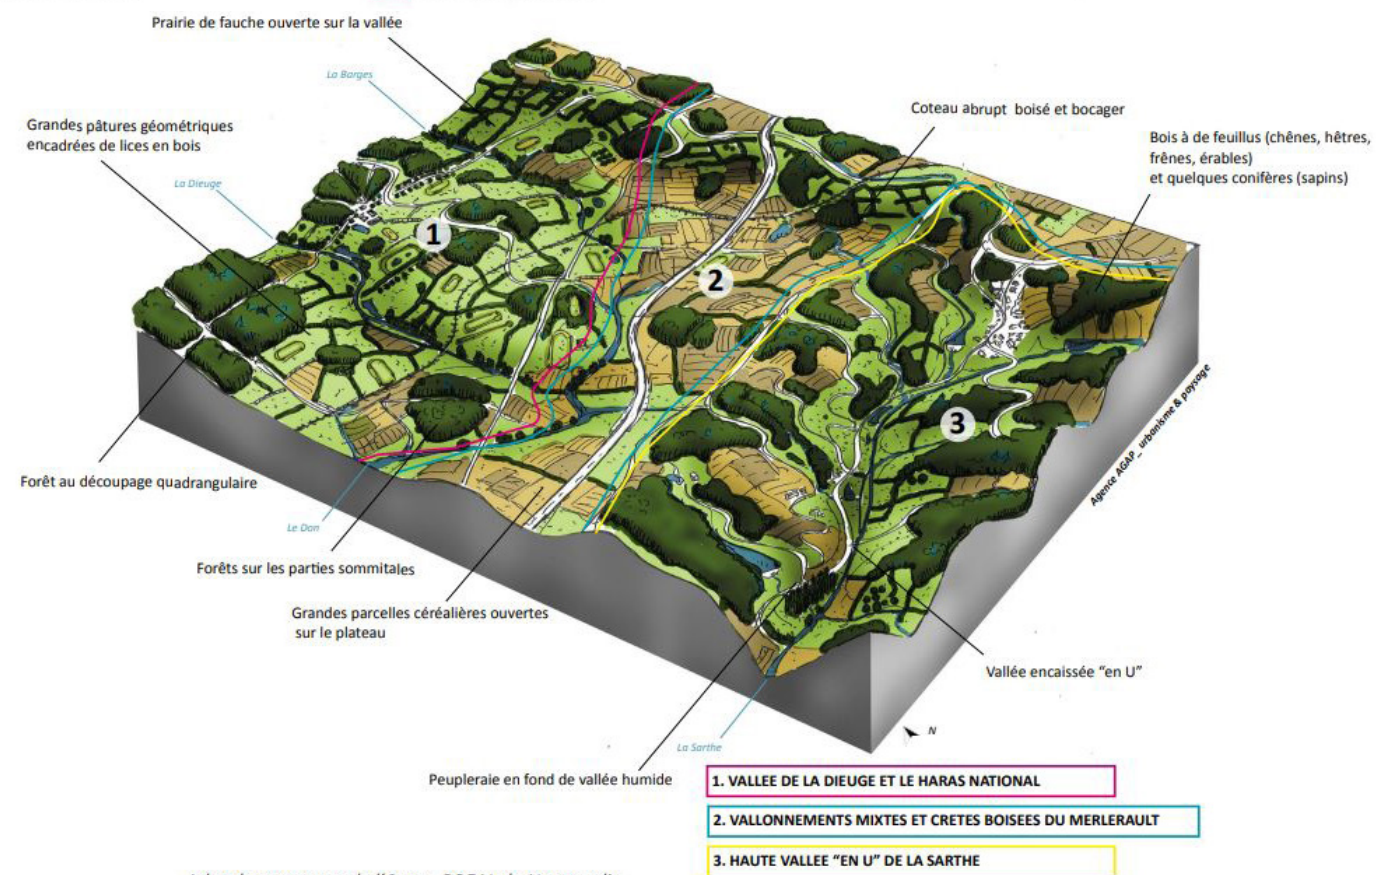 Prairie de fauche ouverte sur la vallée
La Barges
Grandes pâtures géométriques
encadrées de lices en bois
La Dieuge
Coteau abrupt boisé et bocager
Bois à de feuillus (chênes, hêtres,
frênes, érables)
et quelques conifères (sapins)
1
2
3
Agence AGAP_ urbanisme & paysage
Forêt au découpage quadrangulaire
Le Don
Forêts sur les parties sommitales
Grandes parcelles céréalières ouvertes
sur le plateau
Vallée encaissée "en U"
N
La Sarthe
Peupleraie en fond de vallée humide
1. VALLEE DE LA DIEUGE ET LE HARAS NATIONAL
2. VALLONNEMENTS MIXTES ET CRETES BOISEES DU MERLERAULT
3. HAUTE VALLEE "EN U" DE LA SARTHE